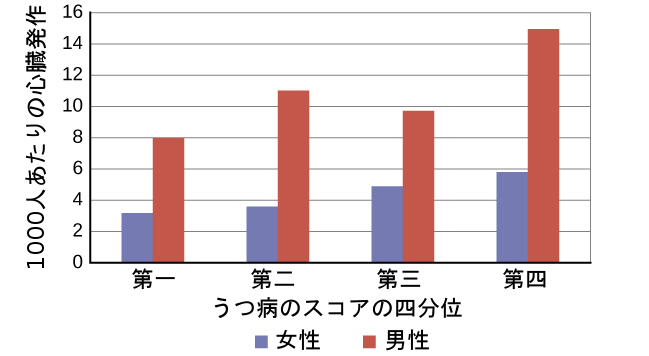 1000人あたりの心臓発作
16
14
12
10
8
6
4
2
0
第一 第二 第三 第四
うつ病のスコアの四分位
女性 男性